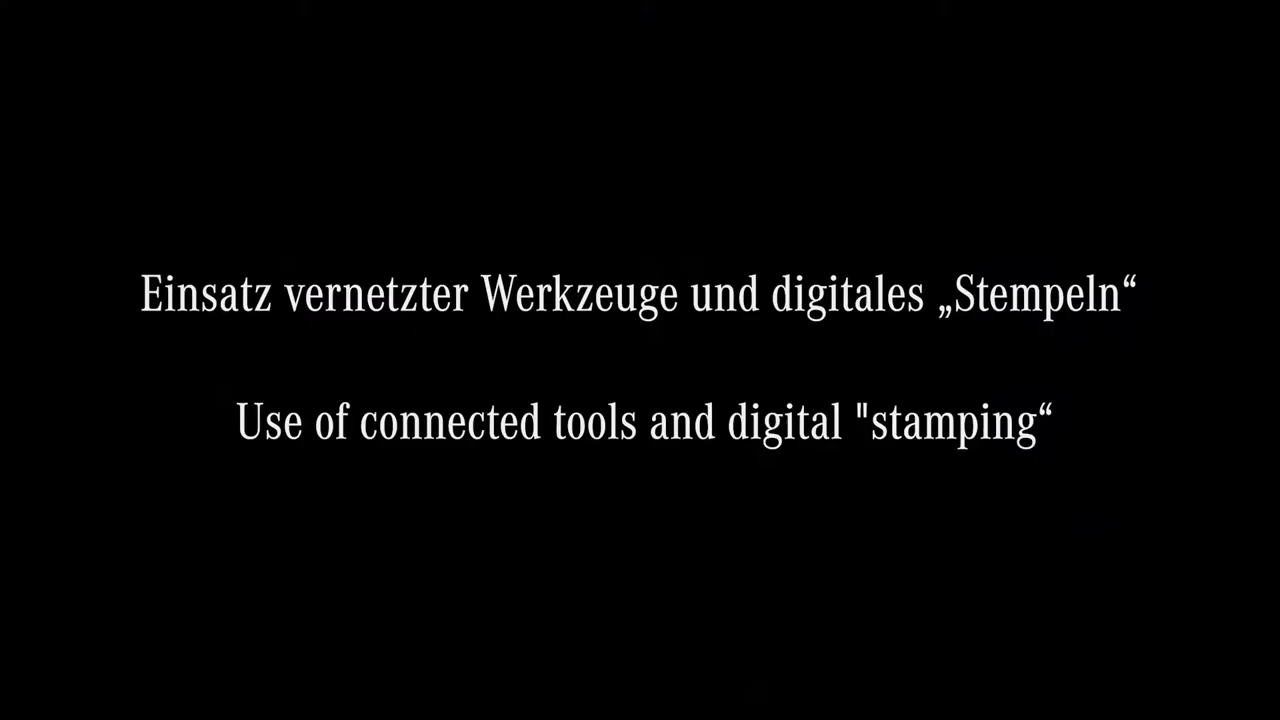 Einsatz vernetzter Werkzeuge und digitales „Stempeln“
Use of connected tools and digital "stamping“